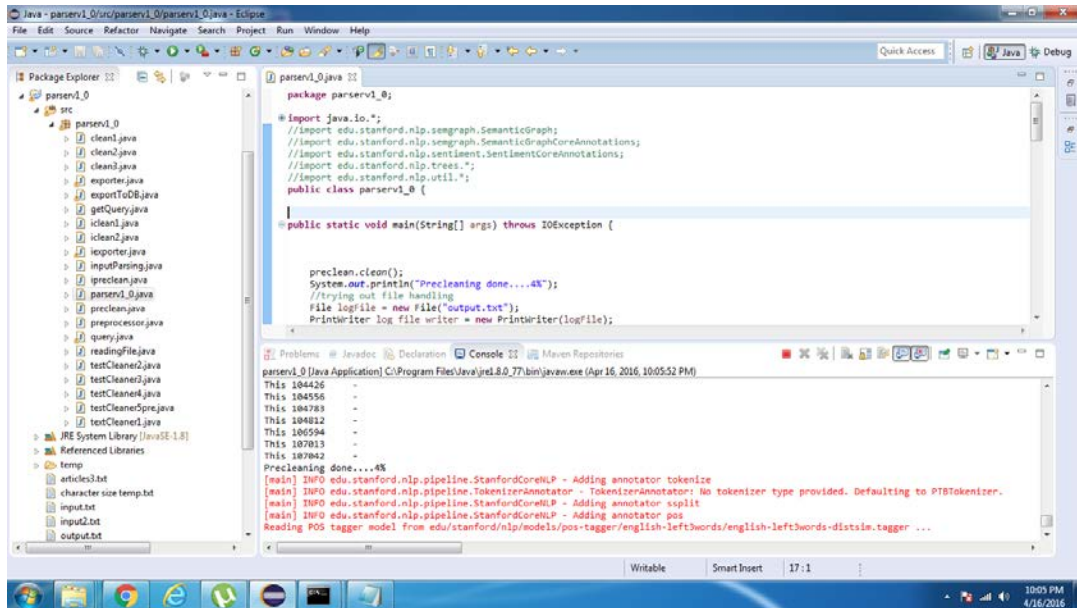 Java - parserv1_0/src/parserv1_0/parserv1_0.java - Eclipse
File Edit Source Refactor Navigate Search Project Run Window Help
Quick Access
Java
Debug
Package Explorer
parserv1_0
src
parserv1_0
clean1.java
clean2.java
clean3.java
exporter.java
exportToDB.java
getQuery.java
iclean1.java
iclean2.java
iexporter.java
inputParsing.java
ipreclean.java
parserv1_0.java
preclean.java
preprocessor.java
query.java
readingFile.java
testCleaner2.java
testCleaner3.java
testCleaner4.java
testCleaner5pre.java
textCleaner1.java
JRE System Library [JavaSE-1.8]
Referenced Libraries
temp
articles3.txt
character size temp.txt
input.txt
input2.txt
output.txt
parserv1_0.java
package parserv1_0;
import java.io.*;
//import edu.stanford.nlp.semgraph.SemanticGraph;
//import edu.stanford.nlp.semgraph.SemanticGraphCoreAnnotations;
//import edu.stanford.nlp.sentiment.SentimentCoreAnnotations;
//import edu.stanford.nlp.trees.*;
//import edu.stanford.nlp.util.*;
public class parserv1_0 {
public static void main(String[] args) throws IOException {
preclean.clean();
System.out.println("Precleaning done....4%");
//trying out file handling
File logFile = new File("output.txt");
PrintWriter log_file_writer = new PrintWriter(logFile);
Problems @ Javadoc Declaration Console Maven Repositories
parserv1_0 [Java Application] C:\Program Files\Java\jre1.8.0_77\bin\javaw.exe (Apr 16, 2016, 10:05:52 PM)
This 104426 -
This 104556 -
This 104783 -
This 104812 -
This 106594 -
This 107013 -
This 107042 -
Precleaning done....4%
[main] INFO edu.stanford.nlp.pipeline.StanfordCoreNLP - Adding annotator tokenize
[main] INFO edu.stanford.nlp.pipeline.TokenizerAnnotator - TokenizerAnnotator: No tokenizer type provided. Defaulting to PTBTokenizer.
[main] INFO edu.stanford.nlp.pipeline.StanfordCoreNLP - Adding annotator ssplit
[main] INFO edu.stanford.nlp.pipeline.StanfordCoreNLP - Adding annotator pos
Reading POS tagger model from edu/stanford/nlp/models/pos-tagger/english-left3words/english-left3words-distsim.tagger ...
Writable Smart Insert 17 : 1
10:05 PM
4/16/2016